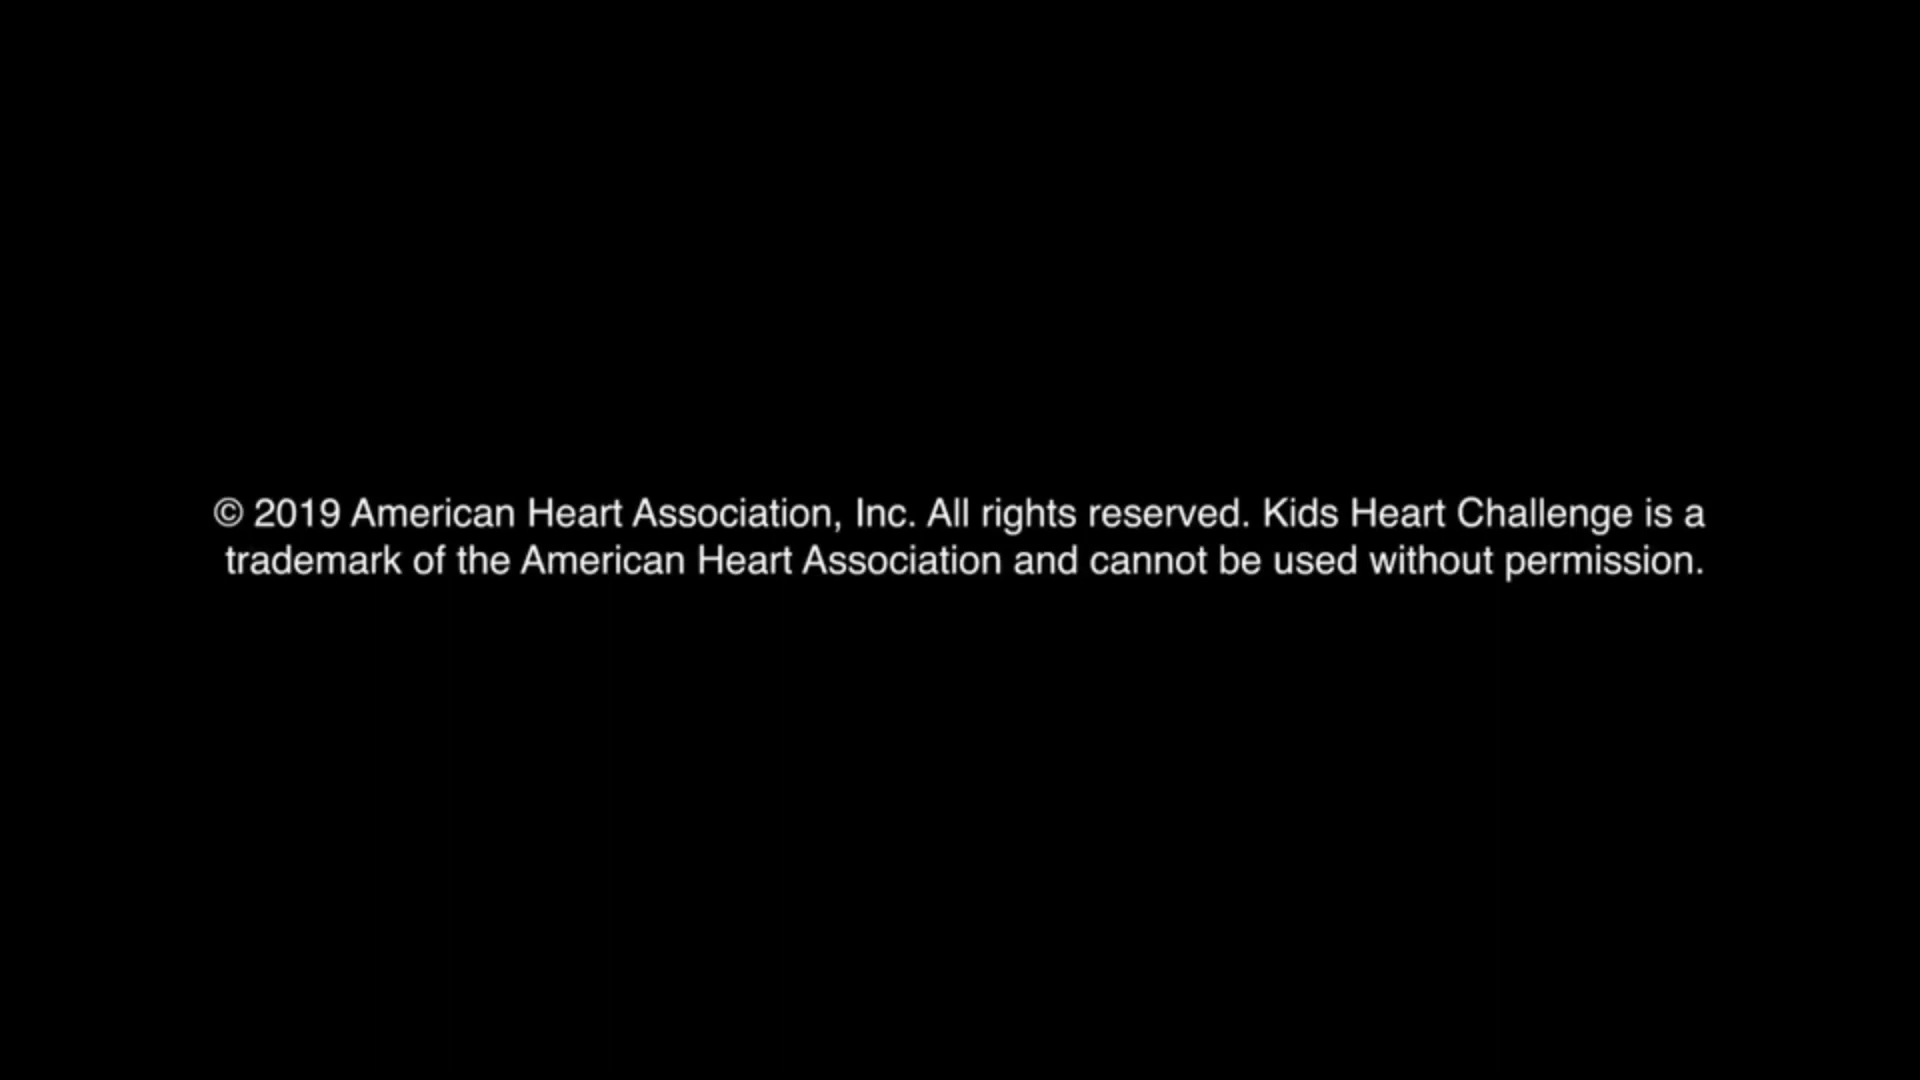 © 2019 American Heart Association, Inc. All rights reserved. Kids Heart Challenge is a
trademark of the American Heart Association and cannot be used without permission.